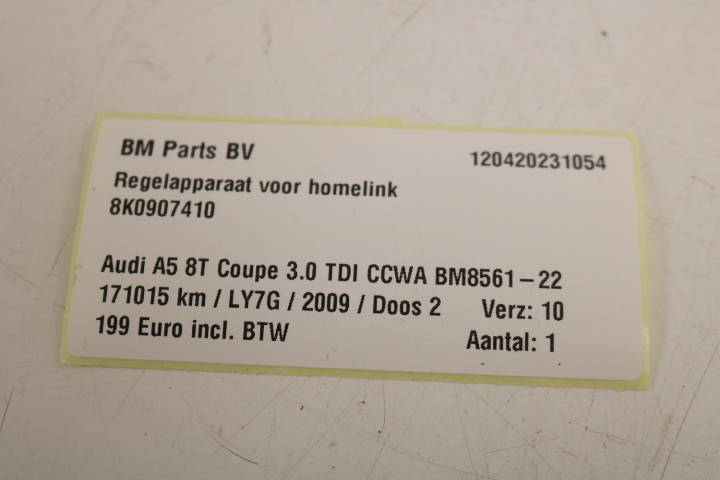 BM Parts BV 120420231054
Regelapparaat voor homelink
8K0907410
Audi A5 8T Coupe 3.0 TDI CCWA BM8561-22
171015 km / LY7G / 2009 / Doos 2 Verz: 10
199 Euro incl. BTW Aantal: 1